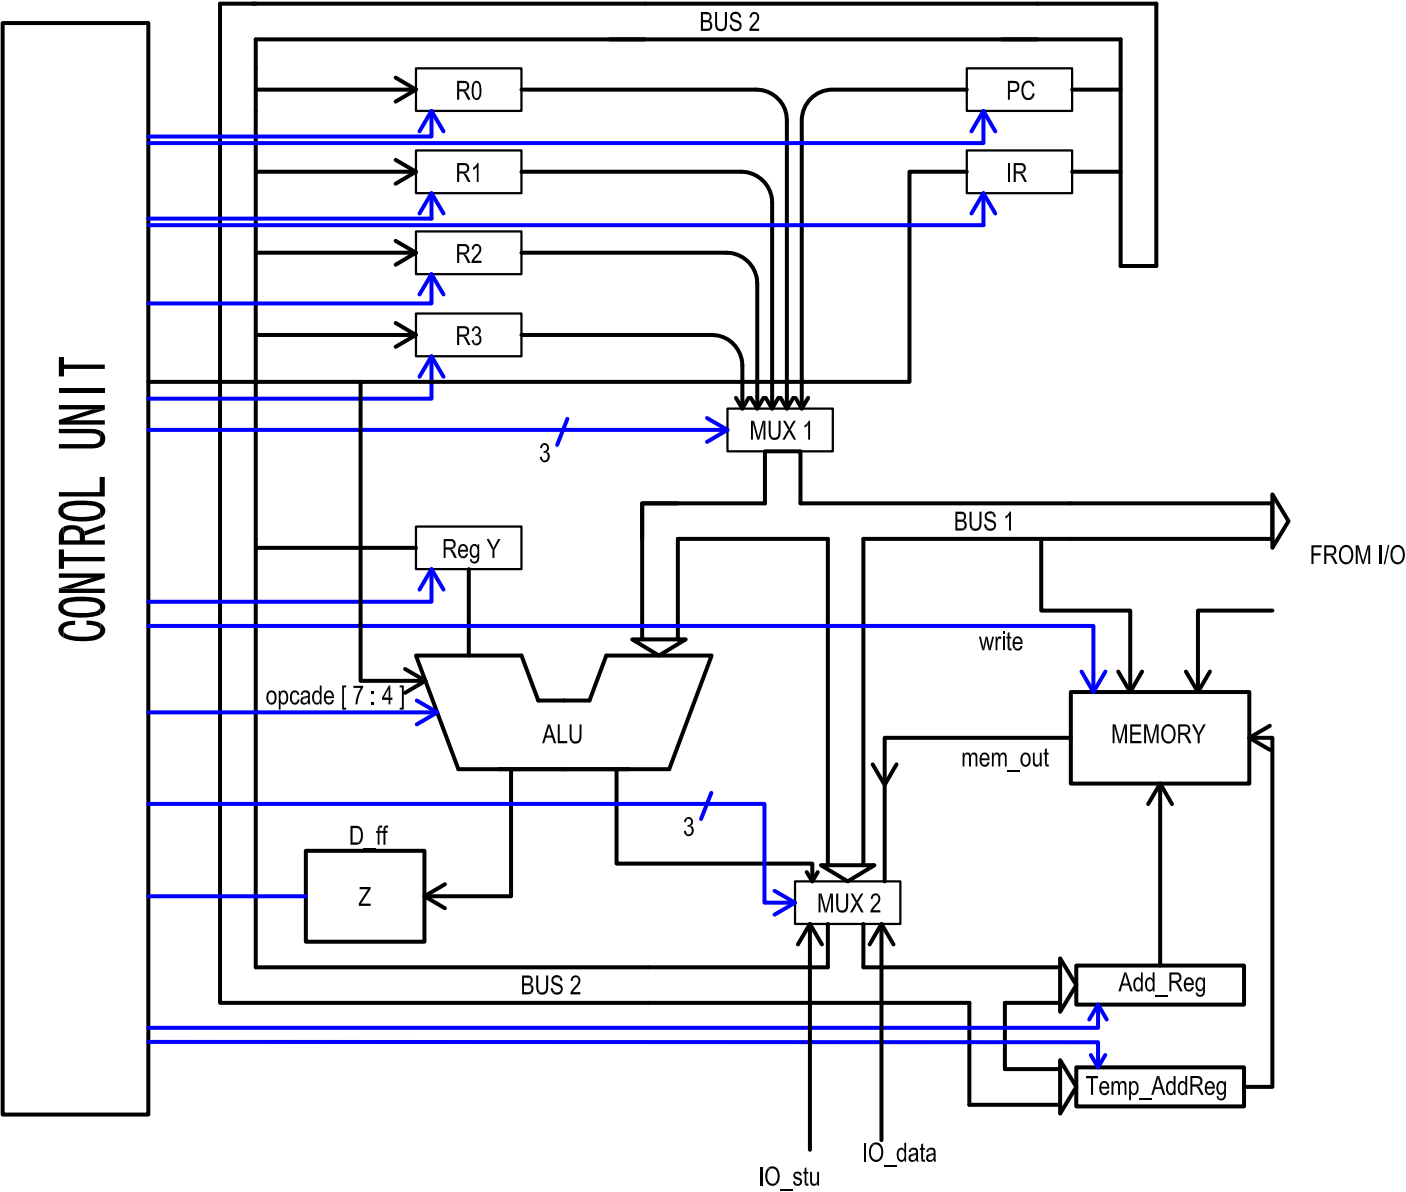 BUS 2
R0
PC
R1
IR
R2
R3
CONTROL UNIT
MUX 1
3
BUS 1
Reg Y
FROM I/O
write
opcade [ 7 : 4 ]
ALU
MEMORY
mem_out
3
D_ff
Z
MUX 2
BUS 2
Add_Reg
Temp_AddReg
IO_data
IO_stu